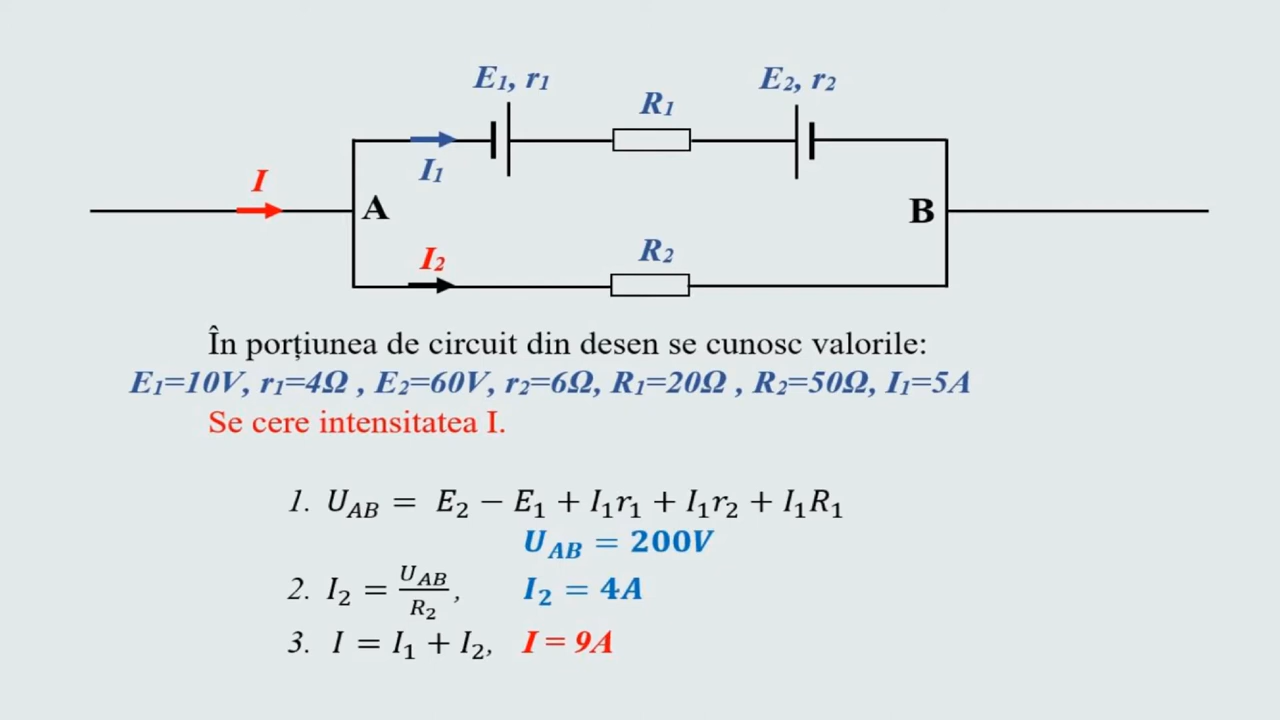 E₁, r₁
E₂, r₂
R₁
I₁
I
A
B
I₂
R₂
În porțiunea de circuit din desen se cunosc valorile:
E₁=10V, r₁=4Ω , E₂=60V, r₂=6Ω, R₁=20Ω , R₂=50Ω, I₁=5A
Se cere intensitatea I.
1. U_AB = E₂ − E₁ + I₁r₁ + I₁r₂ + I₁R₁
U_AB = 200V
2. I₂ = U_AB/R₂, I₂ = 4A
3. I = I₁ + I₂, I = 9A